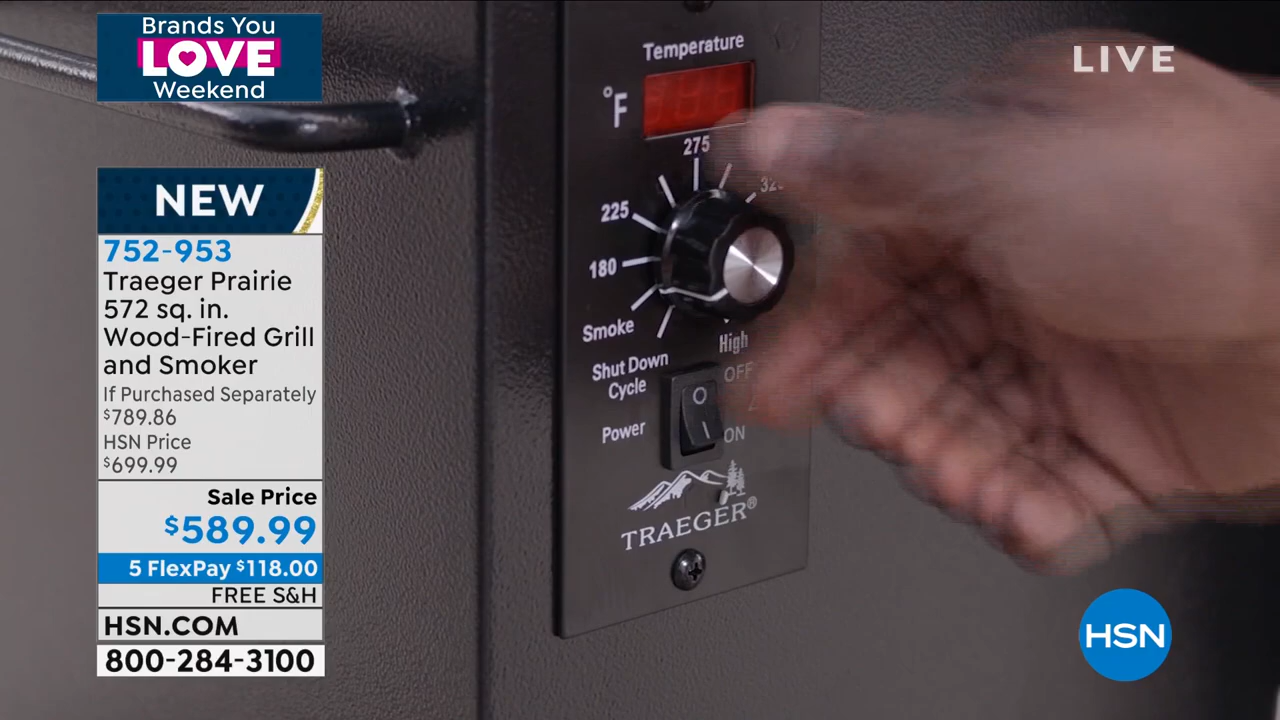 Brands You
LOVE
Weekend
LIVE
NEW
752-953
Traeger Prairie
572 sq. in.
Wood-Fired Grill
and Smoker
If Purchased Separately
$789.86
HSN Price
$699.99
Sale Price
$589.99
5 FlexPay $118.00
FREE S&H
HSN.COM
800-284-3100
Temperature
°F
275
225
180
Smoke
High
Shut Down
Cycle
OFF
Power
ON
TRAEGER®
HSN